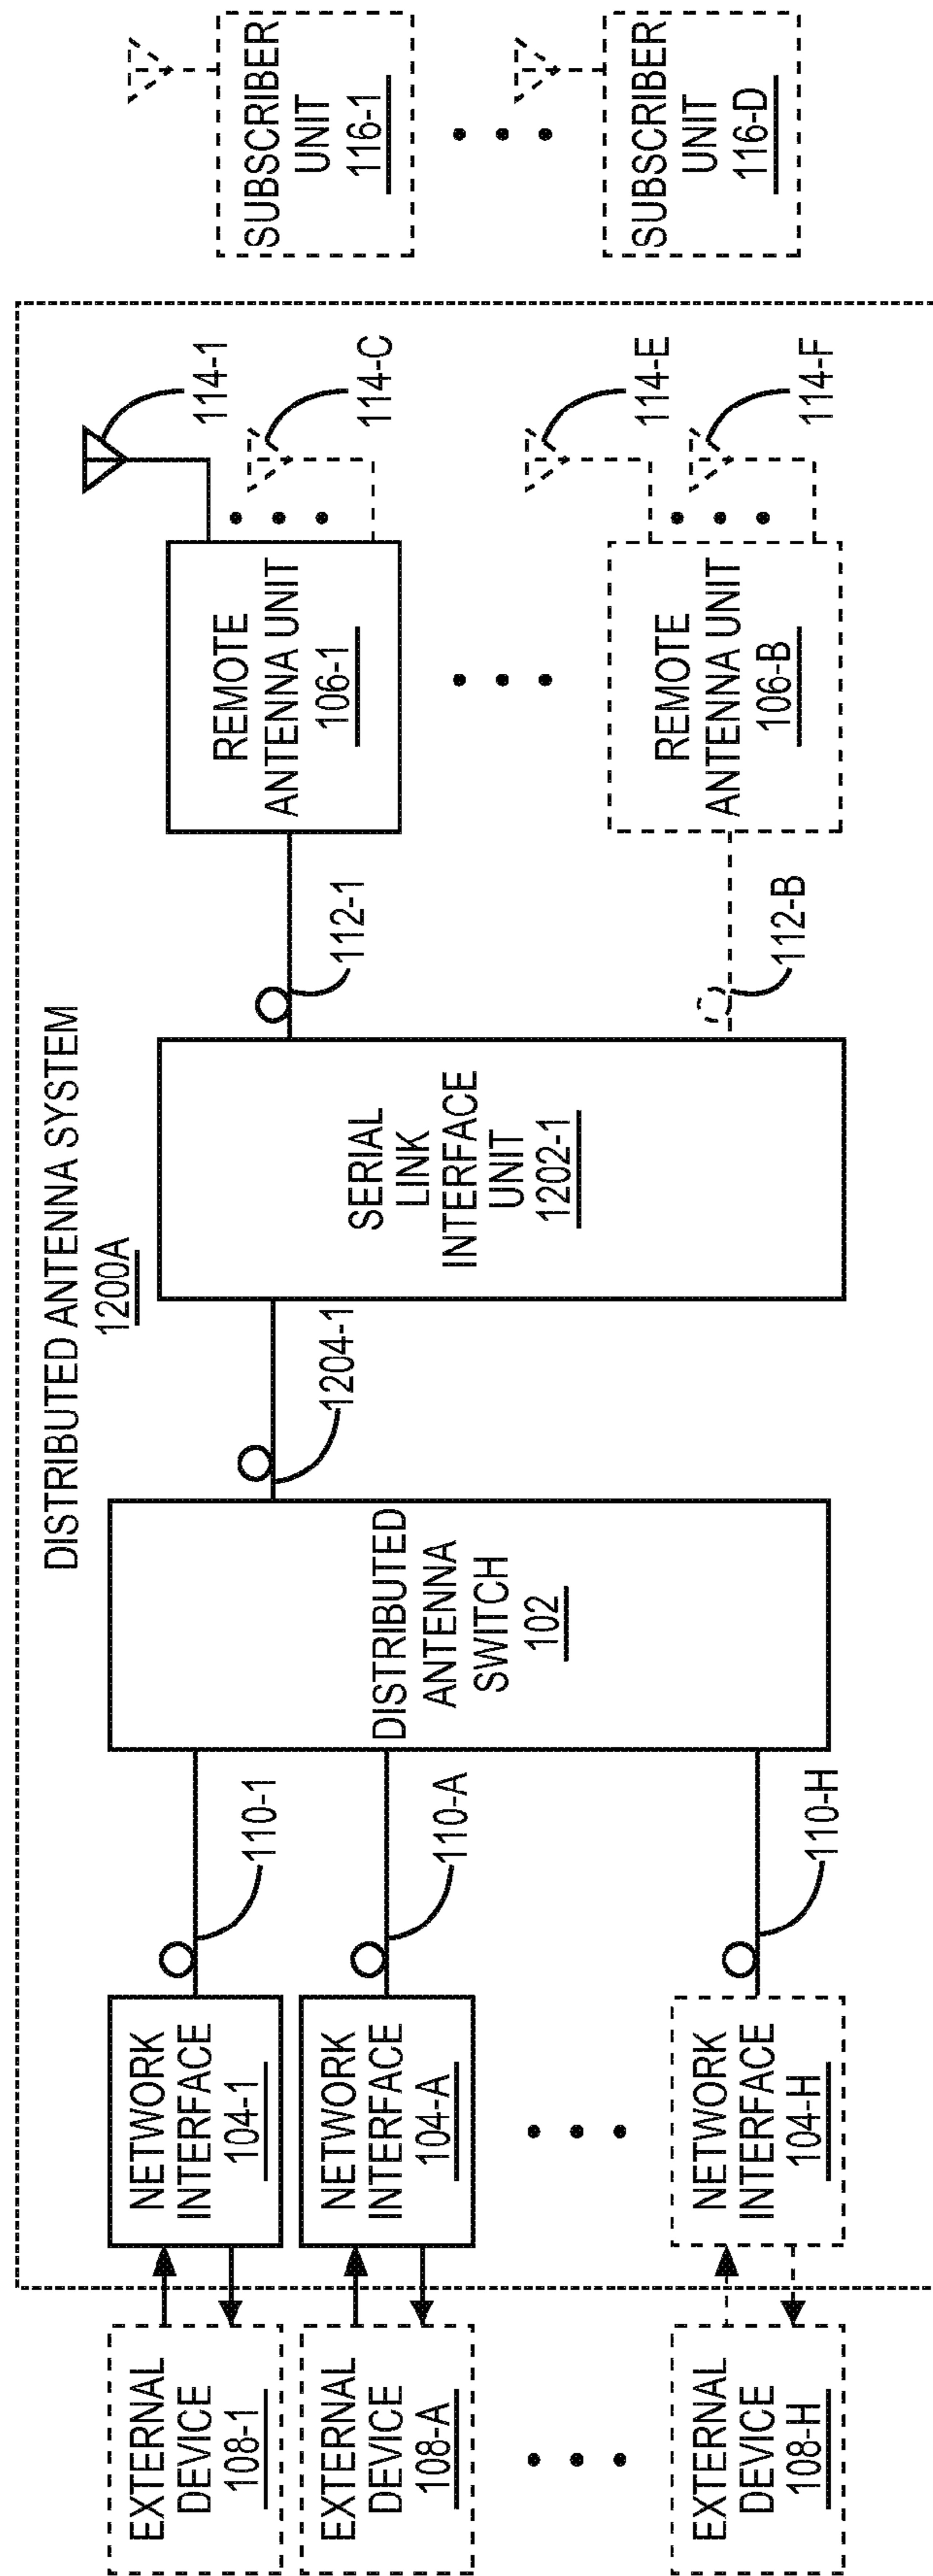 DISTRIBUTED ANTENNA SYSTEM
1200A
EXTERNAL
DEVICE
108-1
EXTERNAL
DEVICE
108-A
EXTERNAL
DEVICE
108-H
NETWORK
INTERFACE
104-1
NETWORK
INTERFACE
104-A
NETWORK
INTERFACE
104-H
110-1
110-A
110-H
DISTRIBUTED
ANTENNA
SWITCH
102
1204-1
SERIAL
LINK
INTERFACE
UNIT
1202-1
112-1
112-B
REMOTE
ANTENNA UNIT
106-1
REMOTE
ANTENNA UNIT
106-B
114-1
114-C
114-E
114-F
SUBSCRIBER
UNIT
116-1
SUBSCRIBER
UNIT
116-D